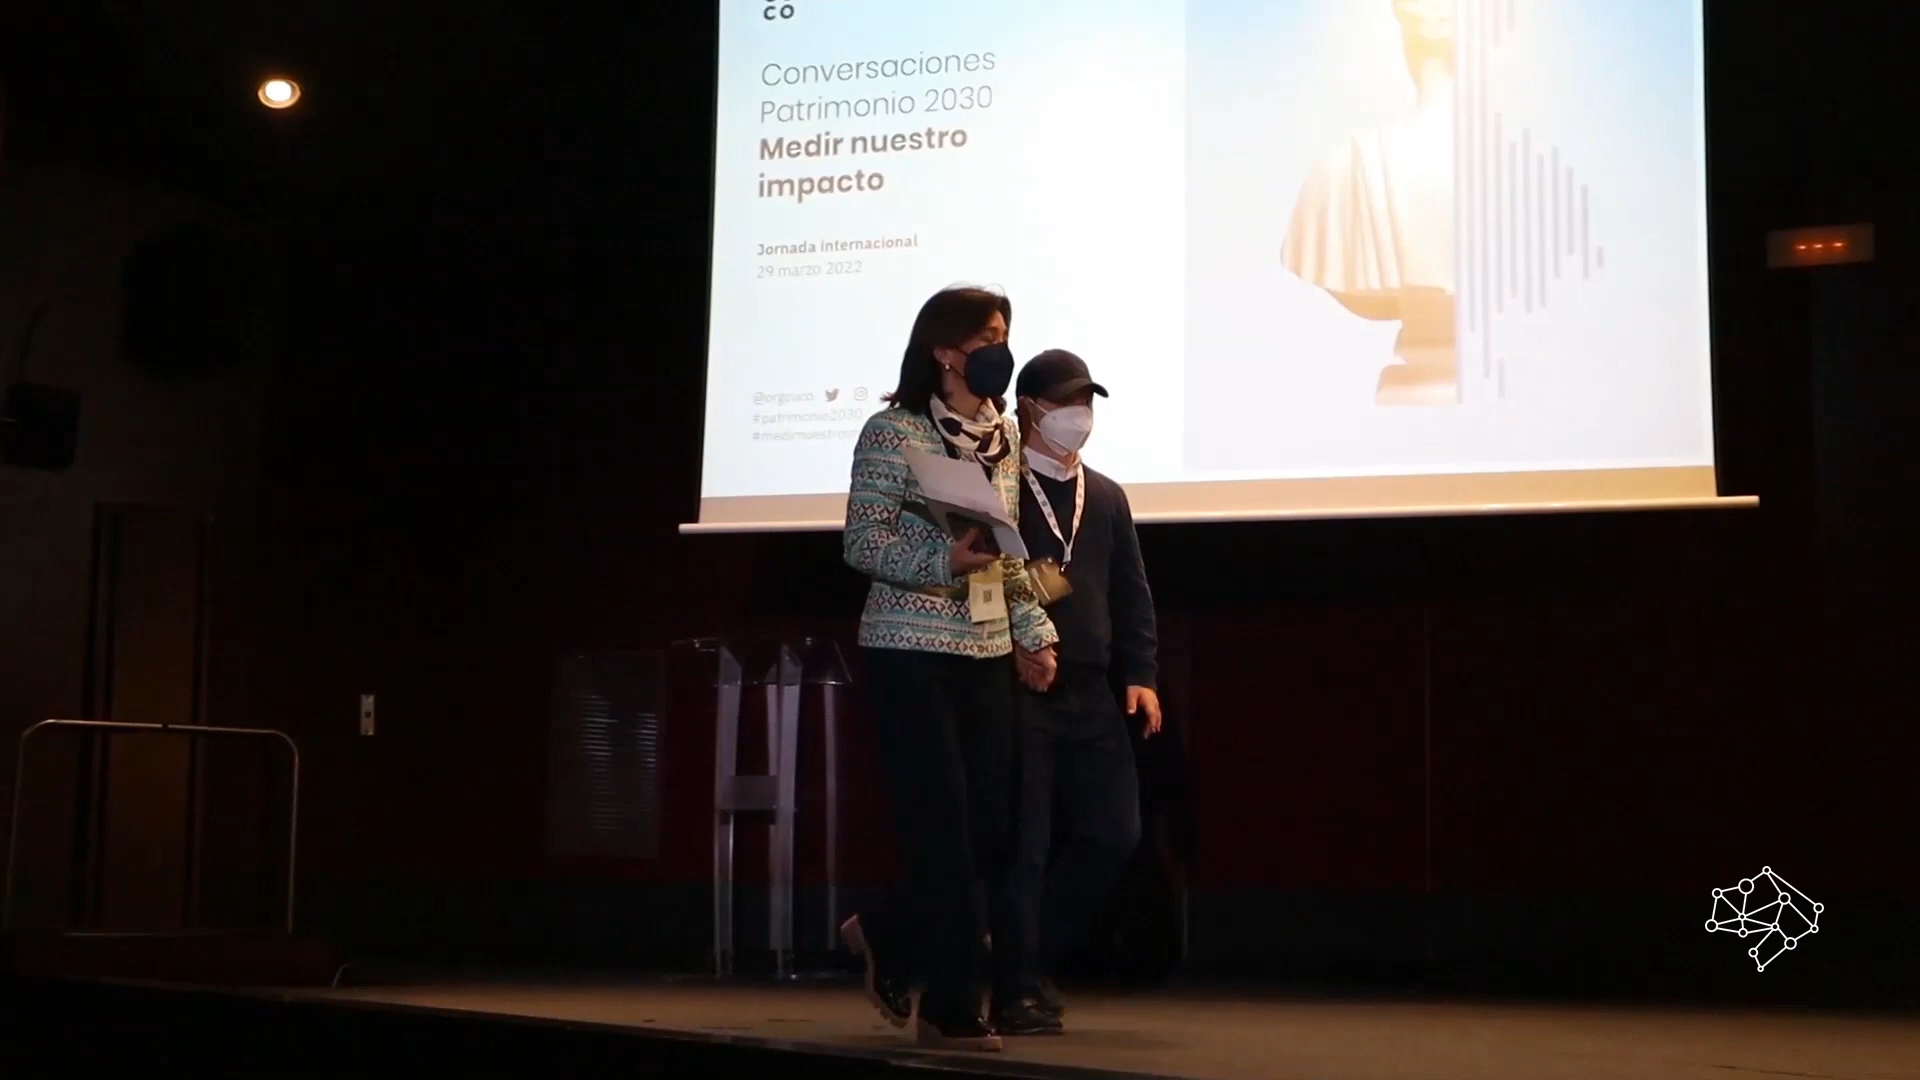 CO
Conversaciones
Patrimonio 2030
Medir nuestro
impacto
Jornada internacional
29 marzo 2022
@orgcuco
#patrimonio2030